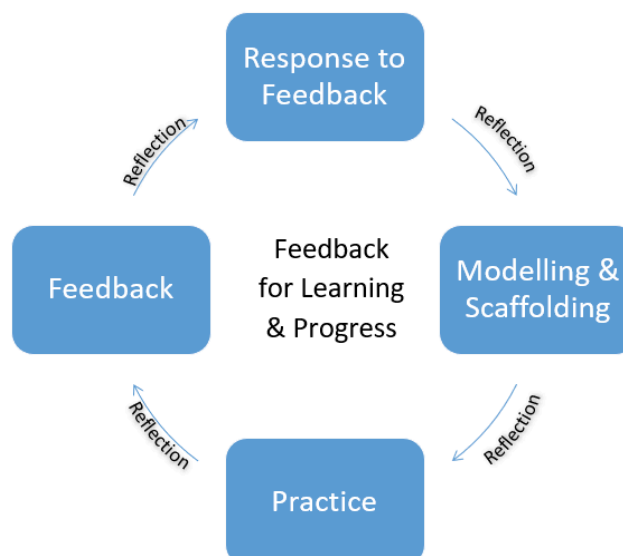 Response to
Feedback
Reflection
Reflection
Feedback
Feedback
for Learning
& Progress
Modelling &
Scaffolding
Reflection
Reflection
Practice